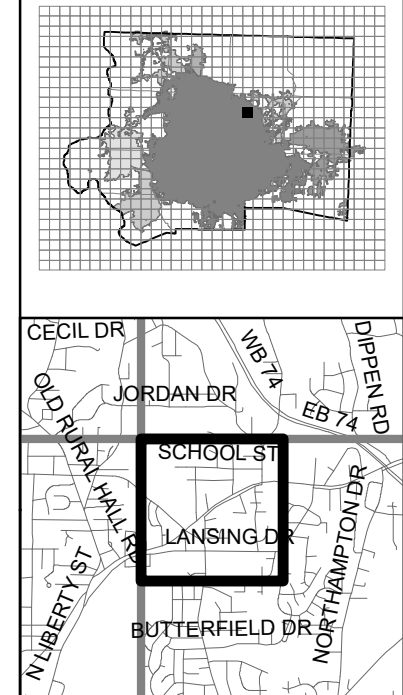 CECIL DR
WB 74
DIPPEN RD
JORDAN DR
OLD RURAL HALL RD
EB 74
SCHOOL ST
LANSING DR
NORTHAMPTON DR
N LIBERTY ST
BUTTERFIELD DR